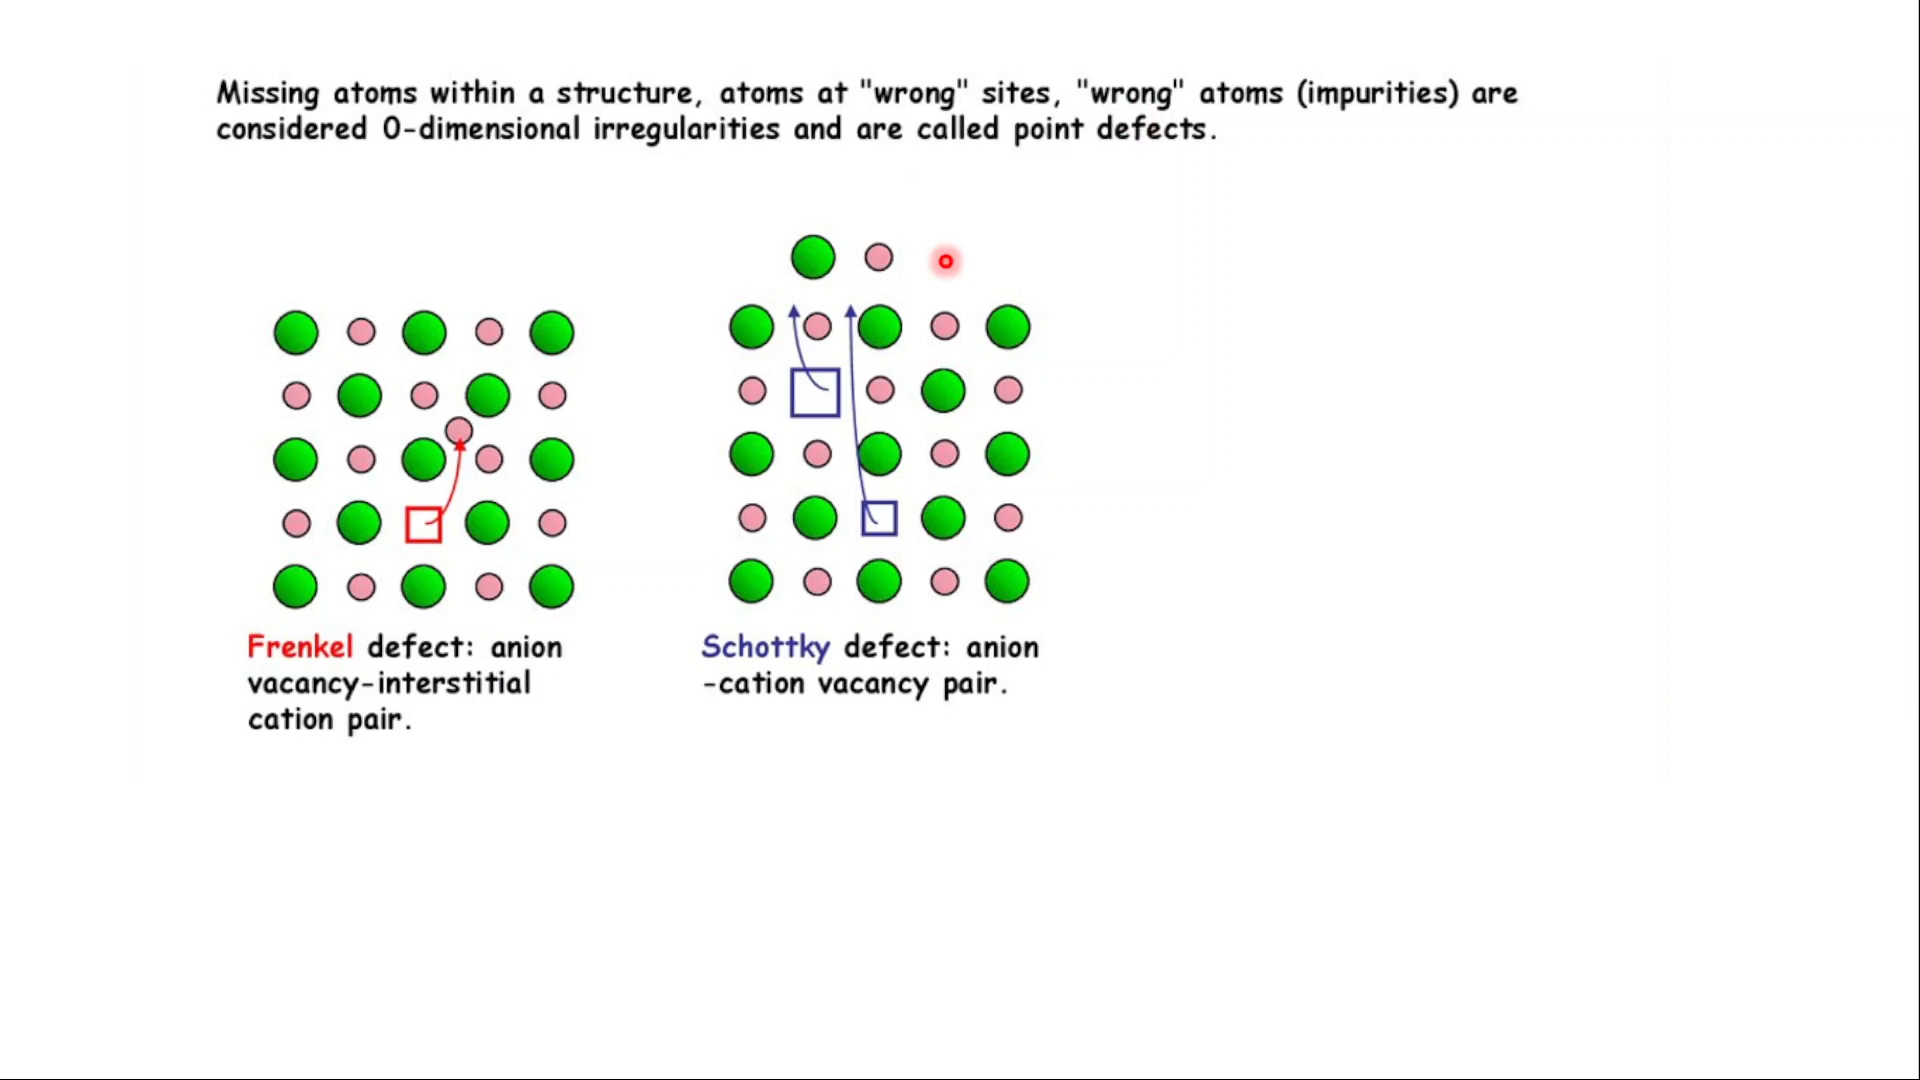 Missing atoms within a structure, atoms at "wrong" sites, "wrong" atoms (impurities) are
considered 0-dimensional irregularities and are called point defects.
Frenkel defect: anion
vacancy-interstitial
cation pair.
Schottky defect: anion
-cation vacancy pair.